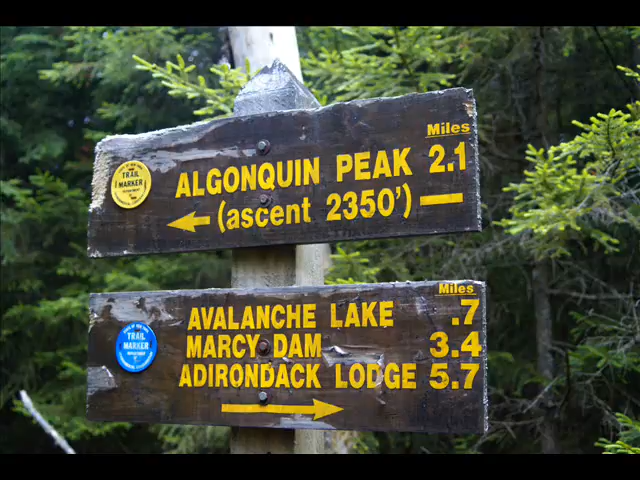 Miles
TRAIL
MARKER
ALGONQUIN PEAK 2.1
(ascent 2350')
Miles
TRAIL
MARKER
AVALANCHE LAKE .7
MARCY DAM 3.4
ADIRONDACK LODGE 5.7